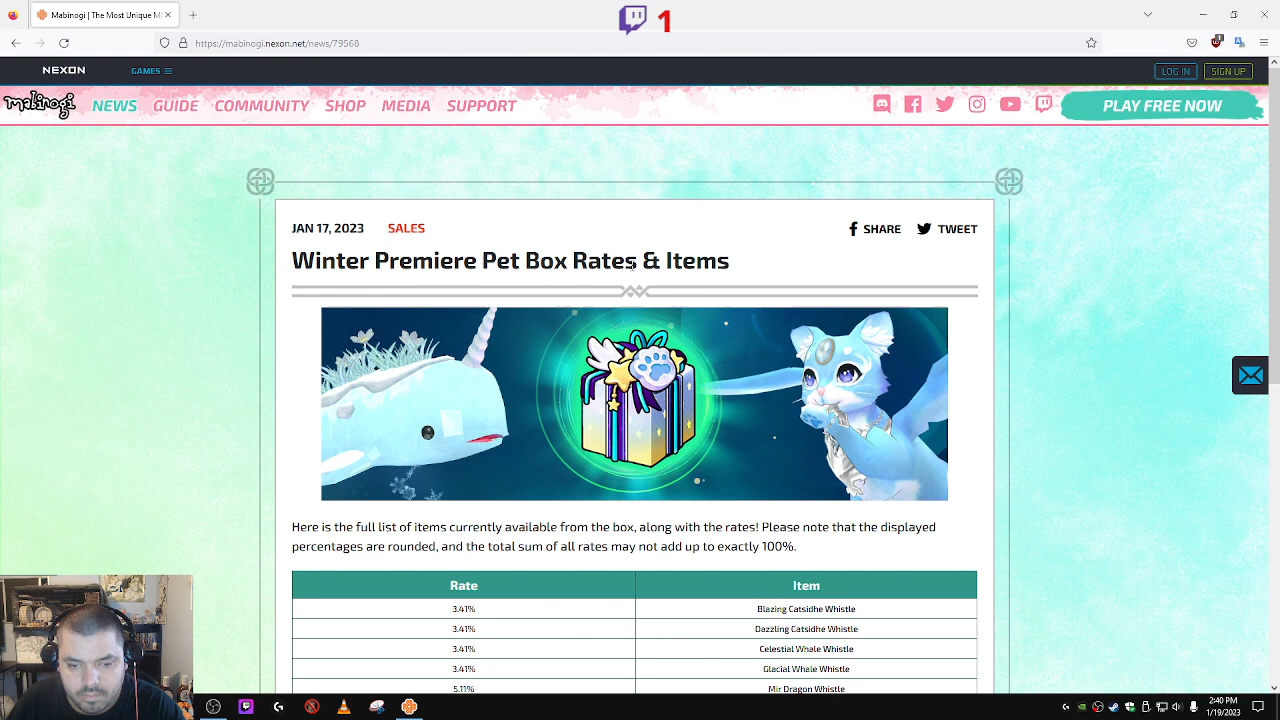 1
Mabinogi | The Most Unique MI
https://mabinogi.nexon.net/news/79568
1
NEXON
GAMES
LOG IN
SIGN UP
mabinogi
NEWS
GUIDE
COMMUNITY
SHOP
MEDIA
SUPPORT
PLAY FREE NOW
JAN 17, 2023
SALES
SHARE
TWEET
Winter Premiere Pet Box Rates & Items
Here is the full list of items currently available from the box, along with the rates! Please note that the displayed
percentages are rounded, and the total sum of all rates may not add up to exactly 100%.
Rate
Item
3.41%
Blazing Catsidhe Whistle
3.41%
Dazzling Catsidhe Whistle
3.41%
Celestial Whale Whistle
3.41%
Glacial Whale Whistle
5.11%
Mir Dragon Whistle
2:40 PM
1/19/2023